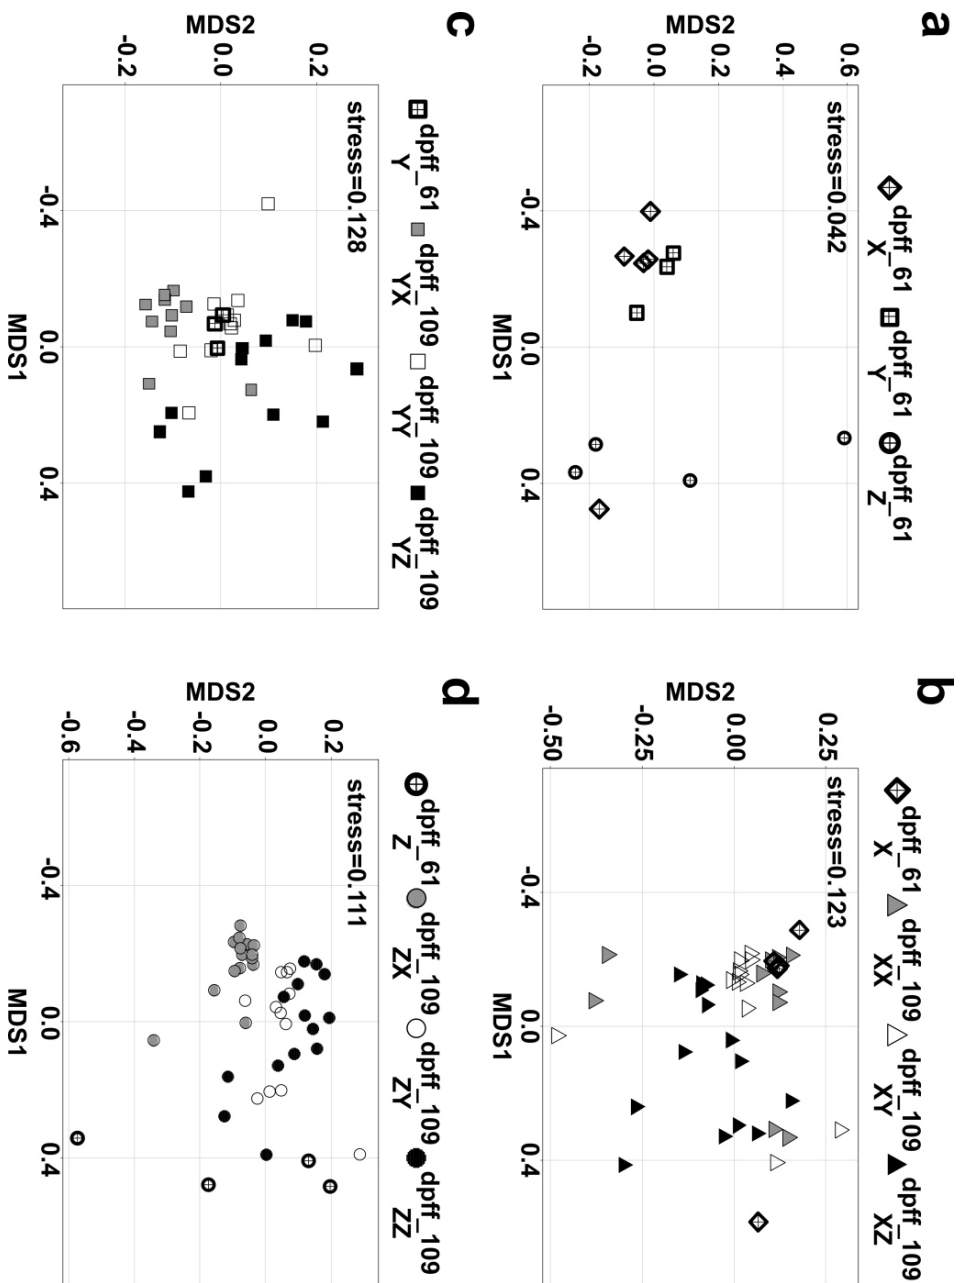 a
dpff_61 dpff_61 dpff_61
X Y Z
stress=0.042
MDS2
0.6
0.4
0.2
0.0
-0.2
-0.4 0.0 0.4
MDS1
b
dpff_61 dpff_109 dpff_109 dpff_109
X XX XY XZ
stress=0.123
MDS2
0.25
0.00
-0.25
-0.50
-0.4 0.0 0.4
MDS1
c
dpff_61 dpff_109 dpff_109 dpff_109
Y YX YY YZ
stress=0.128
MDS2
0.2
0.0
-0.2
-0.4 0.0 0.4
MDS1
d
dpff_61 dpff_109 dpff_109 dpff_109
Z ZX ZY ZZ
stress=0.111
MDS2
0.2
0.0
-0.2
-0.4
-0.6
-0.4 0.0 0.4
MDS1